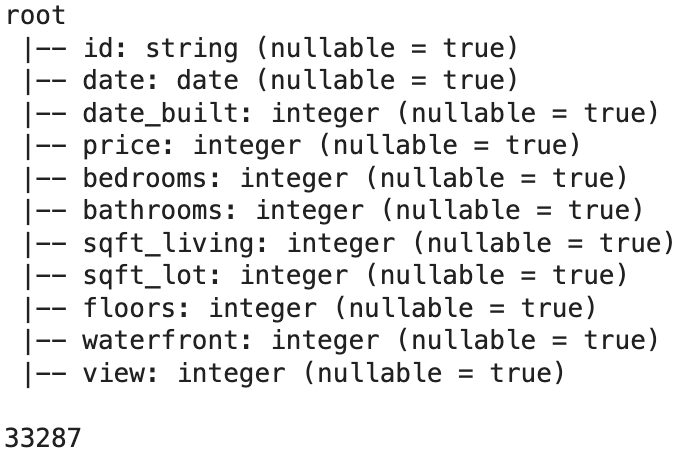 root
 |-- id: string (nullable = true)
 |-- date: date (nullable = true)
 |-- date_built: integer (nullable = true)
 |-- price: integer (nullable = true)
 |-- bedrooms: integer (nullable = true)
 |-- bathrooms: integer (nullable = true)
 |-- sqft_living: integer (nullable = true)
 |-- sqft_lot: integer (nullable = true)
 |-- floors: integer (nullable = true)
 |-- waterfront: integer (nullable = true)
 |-- view: integer (nullable = true)

33287